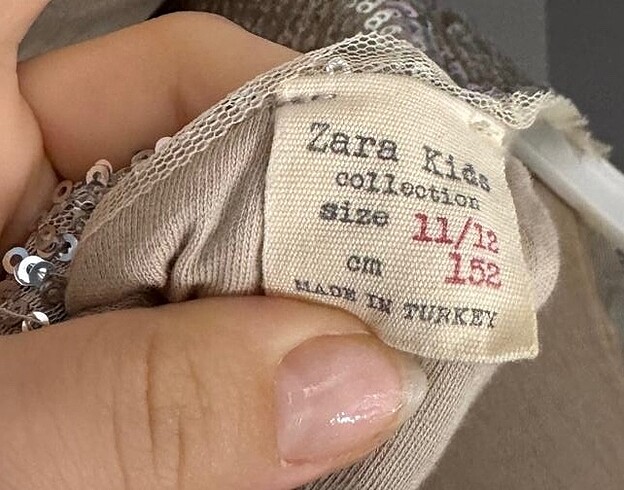 Zara Kids
collection
size 11/12
cm 152
MADE IN TURKEY